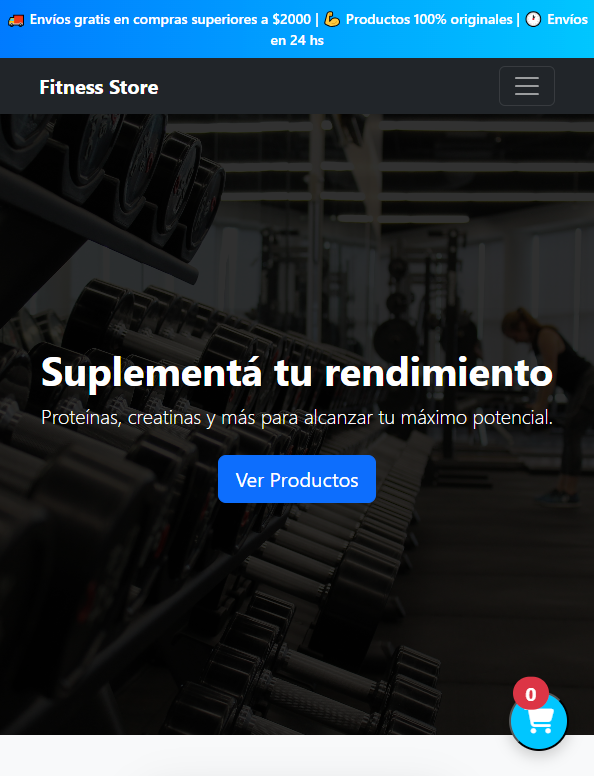 🚚 Envíos gratis en compras superiores a $2000 | 💪 Productos 100% originales | 🕐 Envíos
en 24 hs
Fitness Store
Suplementá tu rendimiento
Proteínas, creatinas y más para alcanzar tu máximo potencial.
Ver Productos
0